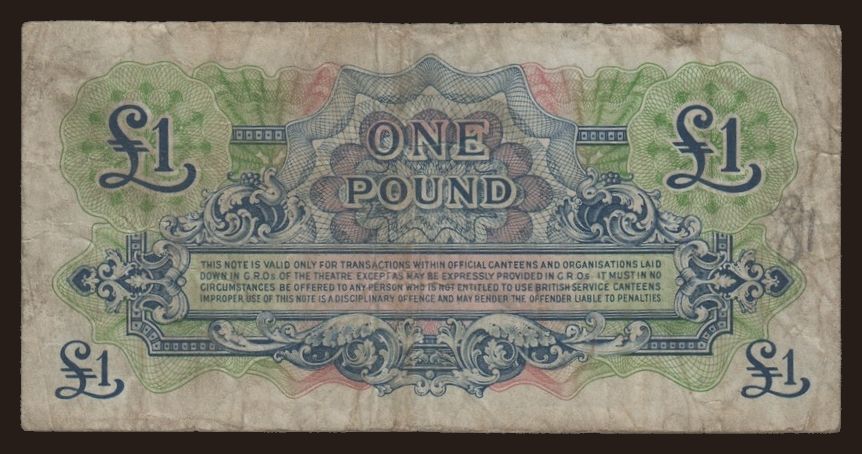 £1 ONE £1
POUND
THIS NOTE IS VALID ONLY FOR TRANSACTIONS WITHIN OFFICIAL CANTEENS AND ORGANISATIONS LAID
DOWN IN G.R.Os OF THE THEATRE EXCEPT AS MAY BE EXPRESSLY PROVIDED IN G R Os IT MUST IN NO
CIRCUMSTANCES BE OFFERED TO ANY PERSON WHO IS NOT ENTITLED TO USE BRITISH SERVICE CANTEENS
IMPROPER USE OF THIS NOTE IS A DISCIPLINARY OFFENCE AND MAY RENDER THE OFFENDER LIABLE TO PENALTIES
£1 £1